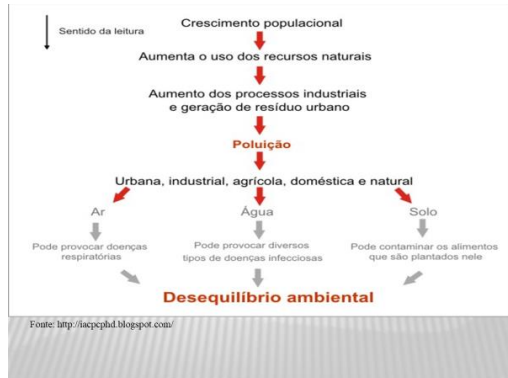 Sentido da leitura
Crescimento populacional
Aumenta o uso dos recursos naturais
Aumento dos processos industriais
e geração de resíduo urbano
Poluição
Urbana, industrial, agrícola, doméstica e natural
Ar
Água
Solo
Pode provocar doenças
respiratórias
Pode provocar diversos
tipos de doenças infecciosas
Pode contaminar os alimentos
que são plantados nele
Desequilíbrio ambiental
Fonte: http://iacpcphd.blogspot.com/